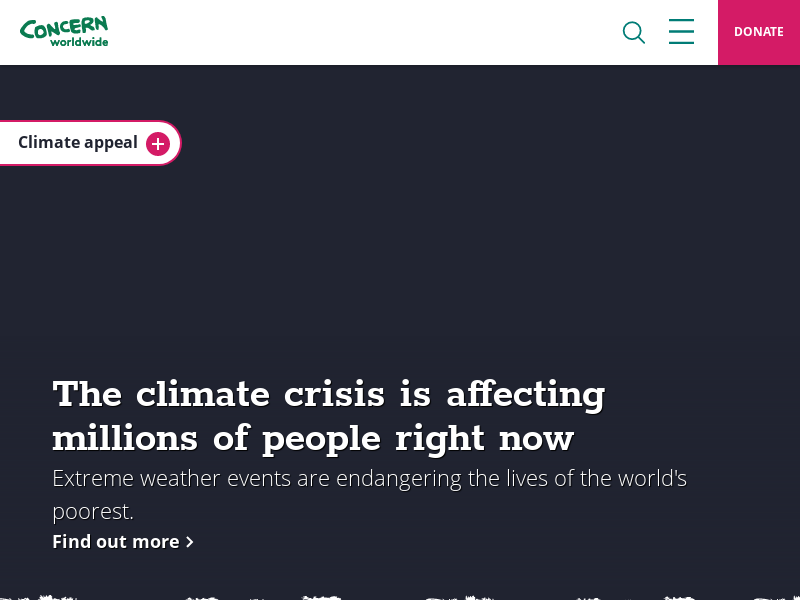 CONCERN
worldwide
DONATE
Climate appeal
The climate crisis is affecting
millions of people right now
Extreme weather events are endangering the lives of the world's
poorest.
Find out more